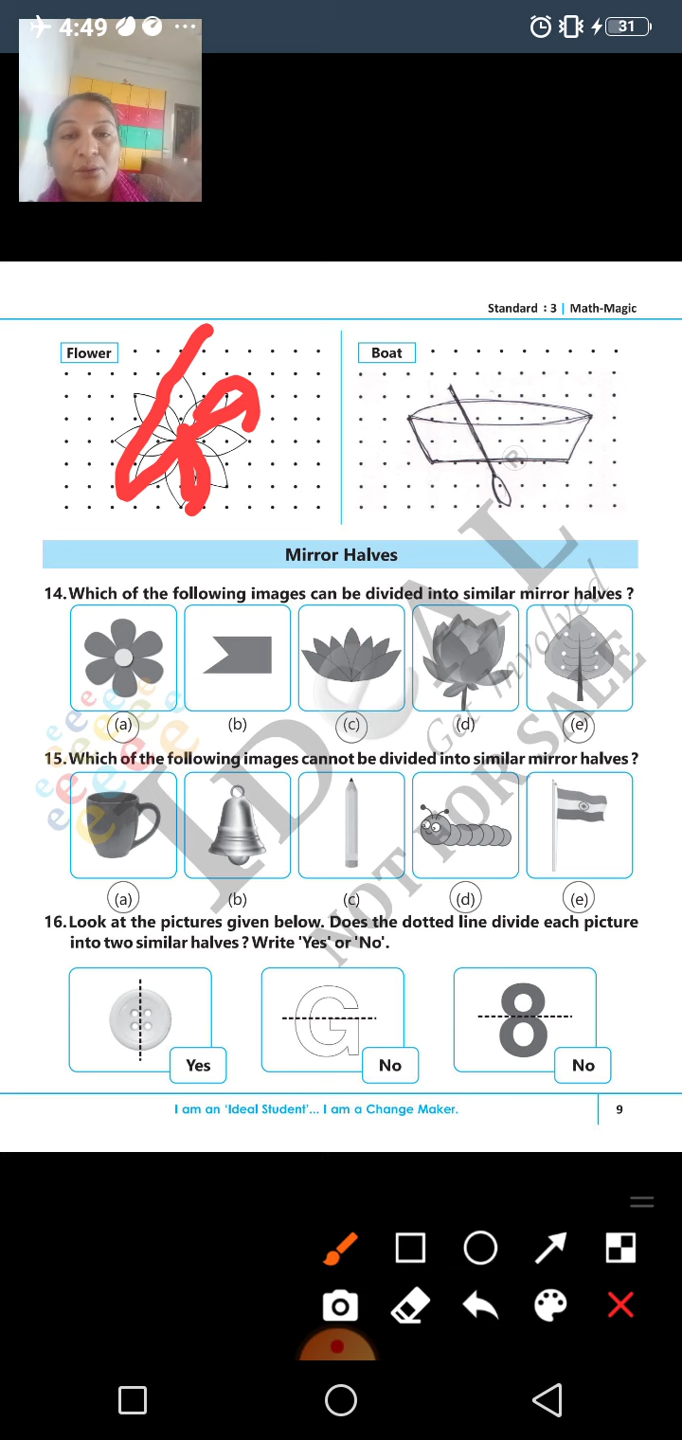 4:49 ... 31
Standard : 3 | Math-Magic
Flower
Boat
R
Mirror Halves
14. Which of the following images can be divided into similar mirror halves ?
(a) (b) (c) (d) (e)
15. Which of the following images cannot be divided into similar mirror halves ?
(a) (b) (c) (d) (e)
16. Look at the pictures given below. Does the dotted line divide each picture
into two similar halves ? Write 'Yes' or 'No'.
G 8
Yes No No
IDEAL
Get Involved
NOT FOR SALE
I am an ‘Ideal Student’... I am a Change Maker.
9